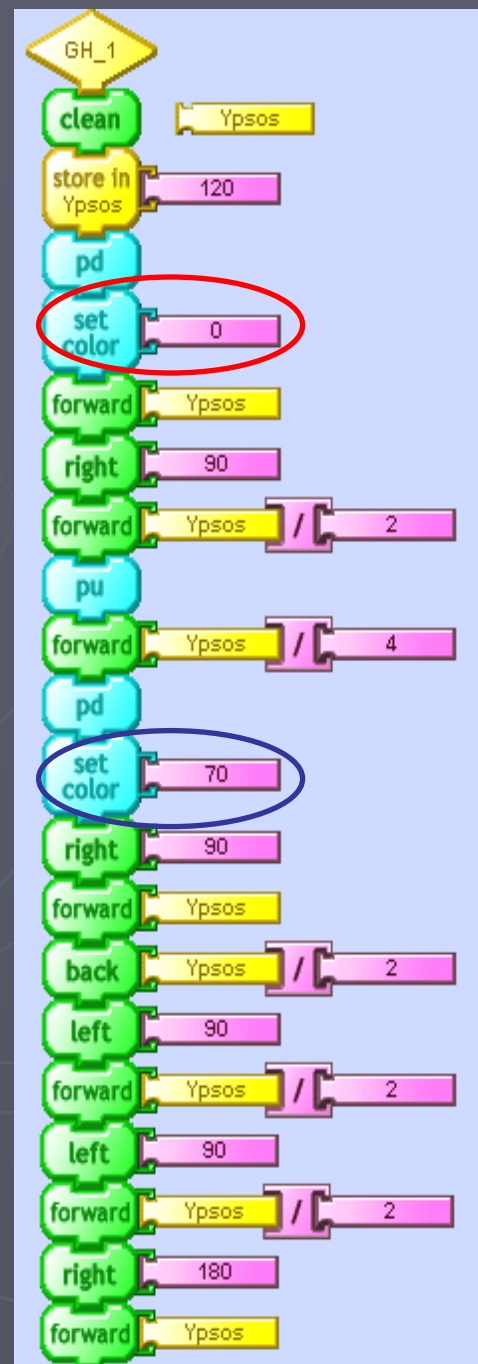 GH_1
clean Ypsos
store in
Ypsos 120
pd
set
color 0
forward Ypsos
right 90
forward Ypsos / 2
pu
forward Ypsos / 4
pd
set
color 70
right 90
forward Ypsos
back Ypsos / 2
left 90
forward Ypsos / 2
left 90
forward Ypsos / 2
right 180
forward Ypsos